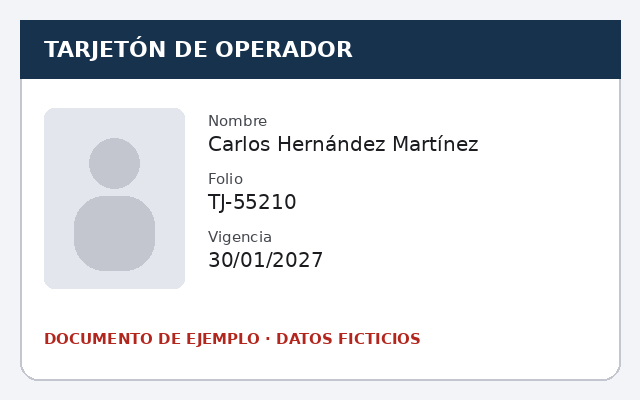 TARJETÓN DE OPERADOR
Nombre
Carlos Hernández Martínez
Folio
TJ-55210
Vigencia
30/01/2027
DOCUMENTO DE EJEMPLO · DATOS FICTICIOS